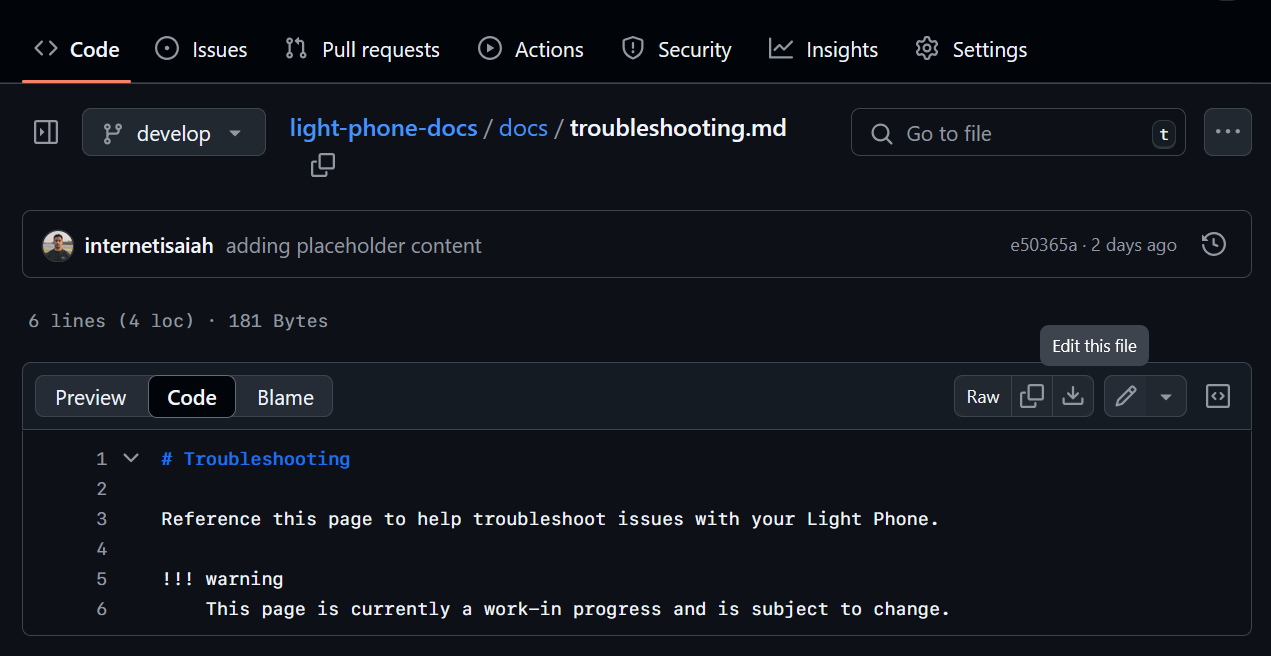 Code Issues Pull requests Actions Security Insights Settings
develop light-phone-docs / docs / troubleshooting.md Go to file t
internetisaiah adding placeholder content e50365a · 2 days ago
6 lines (4 loc) · 181 Bytes
Edit this file
Preview Code Blame Raw
1 # Troubleshooting
2
3 Reference this page to help troubleshoot issues with your Light Phone.
4
5 !!! warning
6 This page is currently a work-in progress and is subject to change.